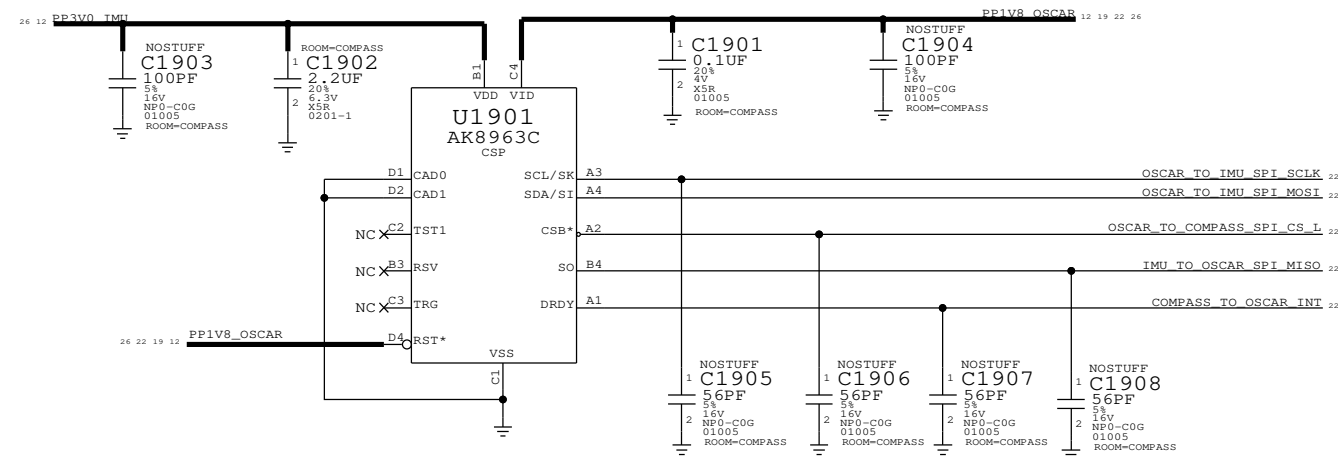 26 12 PP3V0_IMU
PP1V8_OSCAR 12 19 22 26
NOSTUFF
C1903
100PF
5%
16V
NP0-C0G
01005
ROOM=COMPASS
ROOM=COMPASS
1 C1902
2.2UF
20%
6.3V
X5R
2
0201-1
1 C1901
0.1UF
20%
4V
2 X5R
01005
ROOM=COMPASS
NOSTUFF
1 C1904
100PF
5%
16V
2 NP0-C0G
01005
ROOM=COMPASS
B1
C4
VDD VID
U1901
AK8963C
CSP
D1 CAD0
SCL/SK A3
OSCAR_TO_IMU_SPI_SCLK 22
D2 CAD1
SDA/SI A4
OSCAR_TO_IMU_SPI_MOSI 22
NC C2 TST1
CSB* A2
OSCAR_TO_COMPASS_SPI_CS_L 22
NC B3 RSV
SO B4
IMU_TO_OSCAR_SPI_MISO 22
NC C3 TRG
DRDY A1
COMPASS_TO_OSCAR_INT 22
26 22 19 12 PP1V8_OSCAR
D4 RST*
VSS
C1
NOSTUFF
1 C1905
56PF
5%
16V
2 NP0-C0G
01005
ROOM=COMPASS
NOSTUFF
1 C1906
56PF
5%
16V
2 NP0-C0G
01005
ROOM=COMPASS
NOSTUFF
1 C1907
56PF
5%
16V
2 NP0-C0G
01005
ROOM=COMPASS
NOSTUFF
1 C1908
56PF
5%
16V
2 NP0-C0G
01005
ROOM=COMPASS